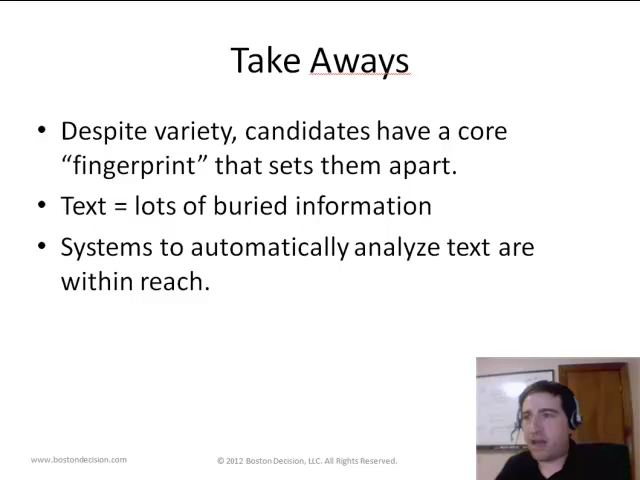 Take Aways
• Despite variety, candidates have a core
“fingerprint” that sets them apart.
• Text = lots of buried information
• Systems to automatically analyze text are
within reach.
www.bostondecision.com
© 2012 Boston Decision, LLC. All Rights Reserved.